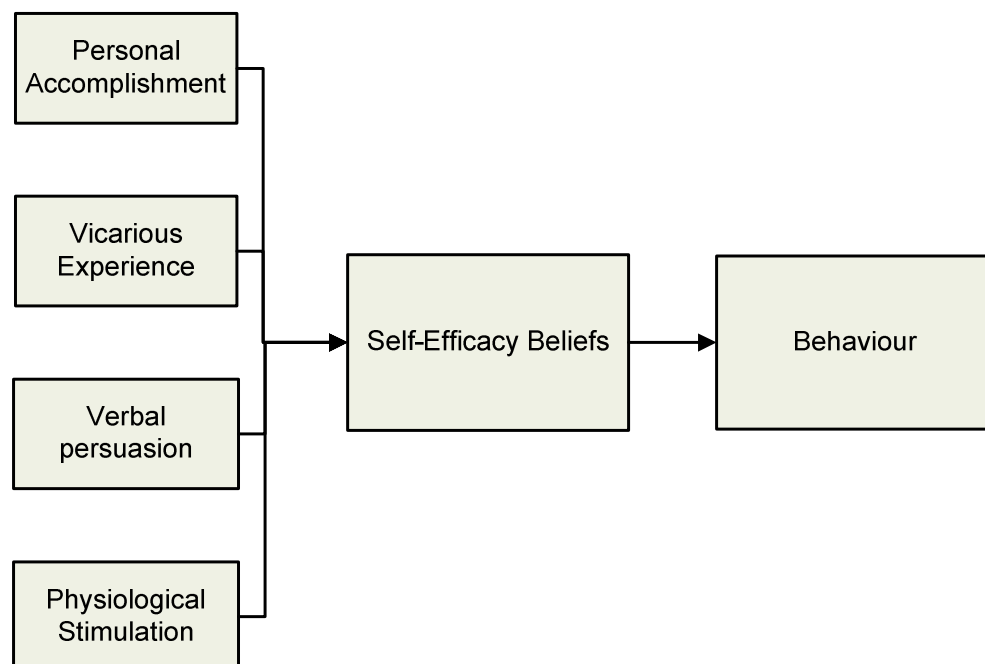 Personal
Accomplishment
Vicarious
Experience
Verbal
persuasion
Physiological
Stimulation
Self-Efficacy Beliefs
Behaviour